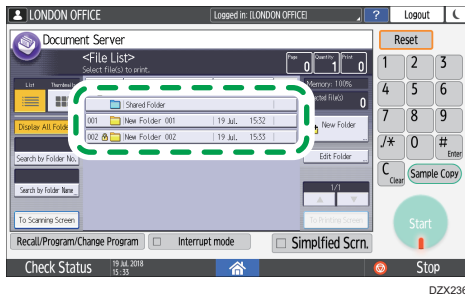 LONDON OFFICE
Logged in: [LONDON OFFICE]
?
Logout
Document Server
<File List>
Select file(s) to print.
Page
0
Quantity
1
Print
0
Reset
List
Thumbnails
Memory: 100%
0
Shared Folder
001 New Folder 001 19 Jul. 15:32
002 New Folder 002 19 Jul. 15:33
Display All
New Folder
Search by Folder No.
Edit Folder
Search by Folder Name
1/1
To Scanning Screen
To Printing Screen
1 2 3
4 5 6
7 8 9
./* 0 #
Enter
C
Clear
Sample Copy
Start
Recall/Program/Change Program
Interrupt mode
Simplfied Scrn.
Check Status
19 Jul. 2018
15:33
Stop
DZX236